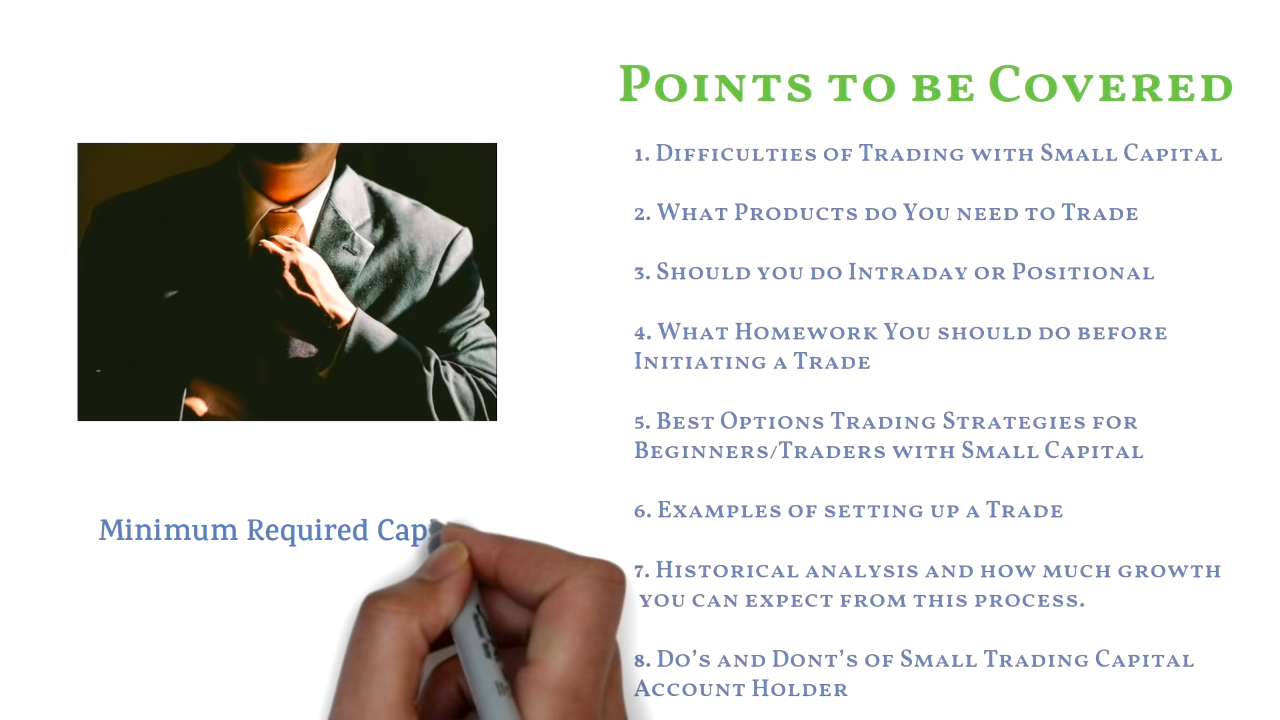 Points to be Covered
1. Difficulties of Trading with Small Capital
2. What Products do You need to Trade
3. Should you do Intraday or Positional
4. What Homework You should do before
Initiating a Trade
5. Best Options Trading Strategies for
Beginners/Traders with Small Capital
6. Examples of setting up a Trade
7. Historical analysis and how much growth
you can expect from this process.
8. Do's and Dont's of Small Trading Capital
Account Holder
Minimum Required Cap